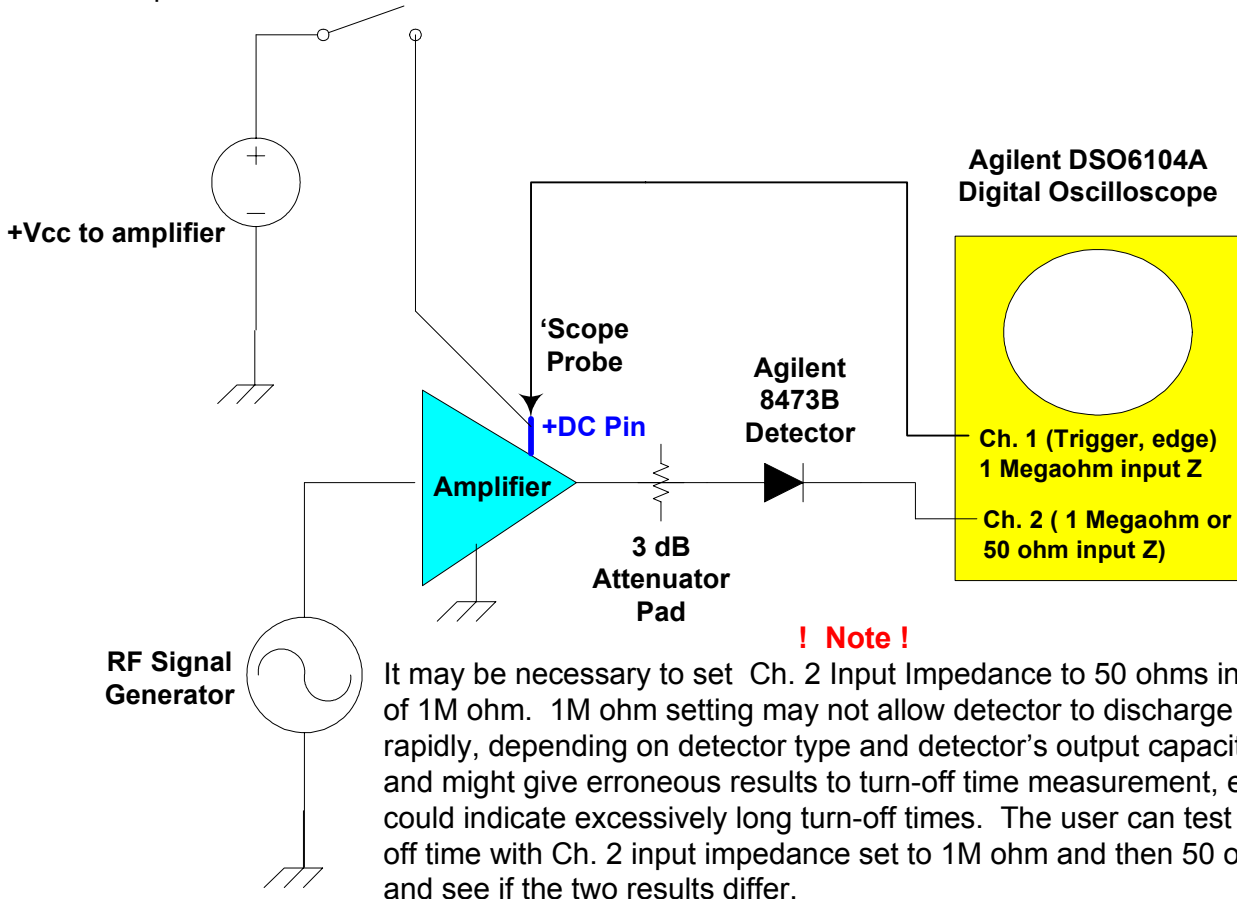 Agilent DSO6104A
Digital Oscilloscope
+
–
+Vcc to amplifier
'Scope
Probe
+DC Pin
Agilent
8473B
Detector
Ch. 1 (Trigger, edge)
1 Megaohm input Z
Amplifier
Ch. 2 ( 1 Megaohm or
50 ohm input Z)
3 dB
Attenuator
Pad
! Note !
RF Signal
Generator
It may be necessary to set Ch. 2 Input Impedance to 50 ohms
of 1M ohm. 1M ohm setting may not allow detector to discharge
rapidly, depending on detector type and detector's output
and might give erroneous results to turn-off time measurement,
could indicate excessively long turn-off times. The user can test
off time with Ch. 2 input impedance set to 1M ohm and then 50
and see if the two results differ.